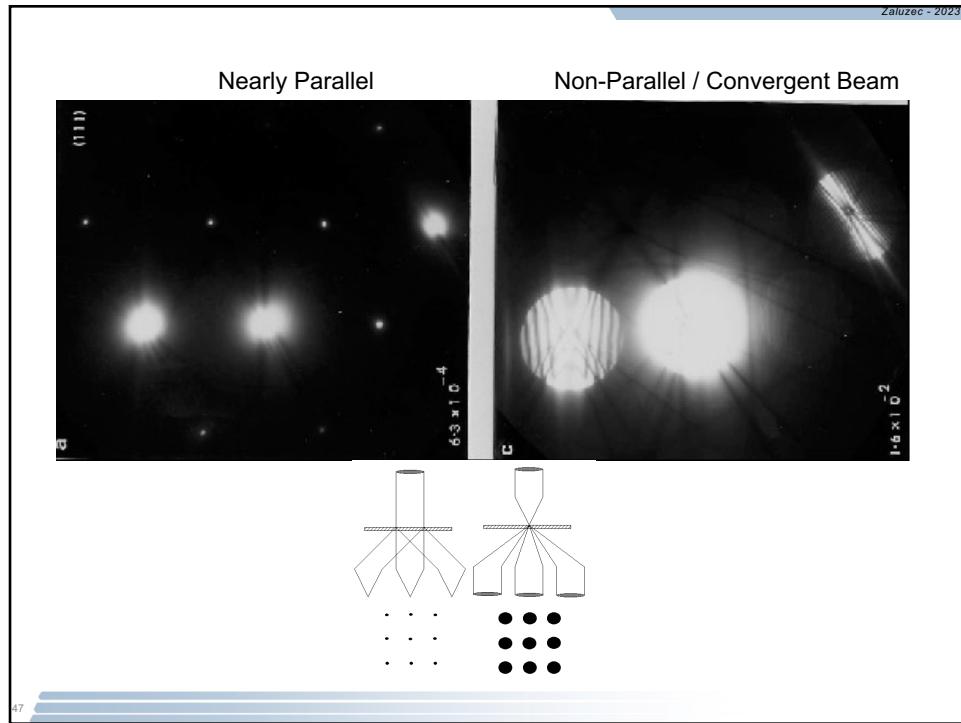 Zaluzec - 2023
Nearly Parallel
Non-Parallel / Convergent Beam
(111)
a
6·3 x 10 -4
c
1·6 x 10 -2
47